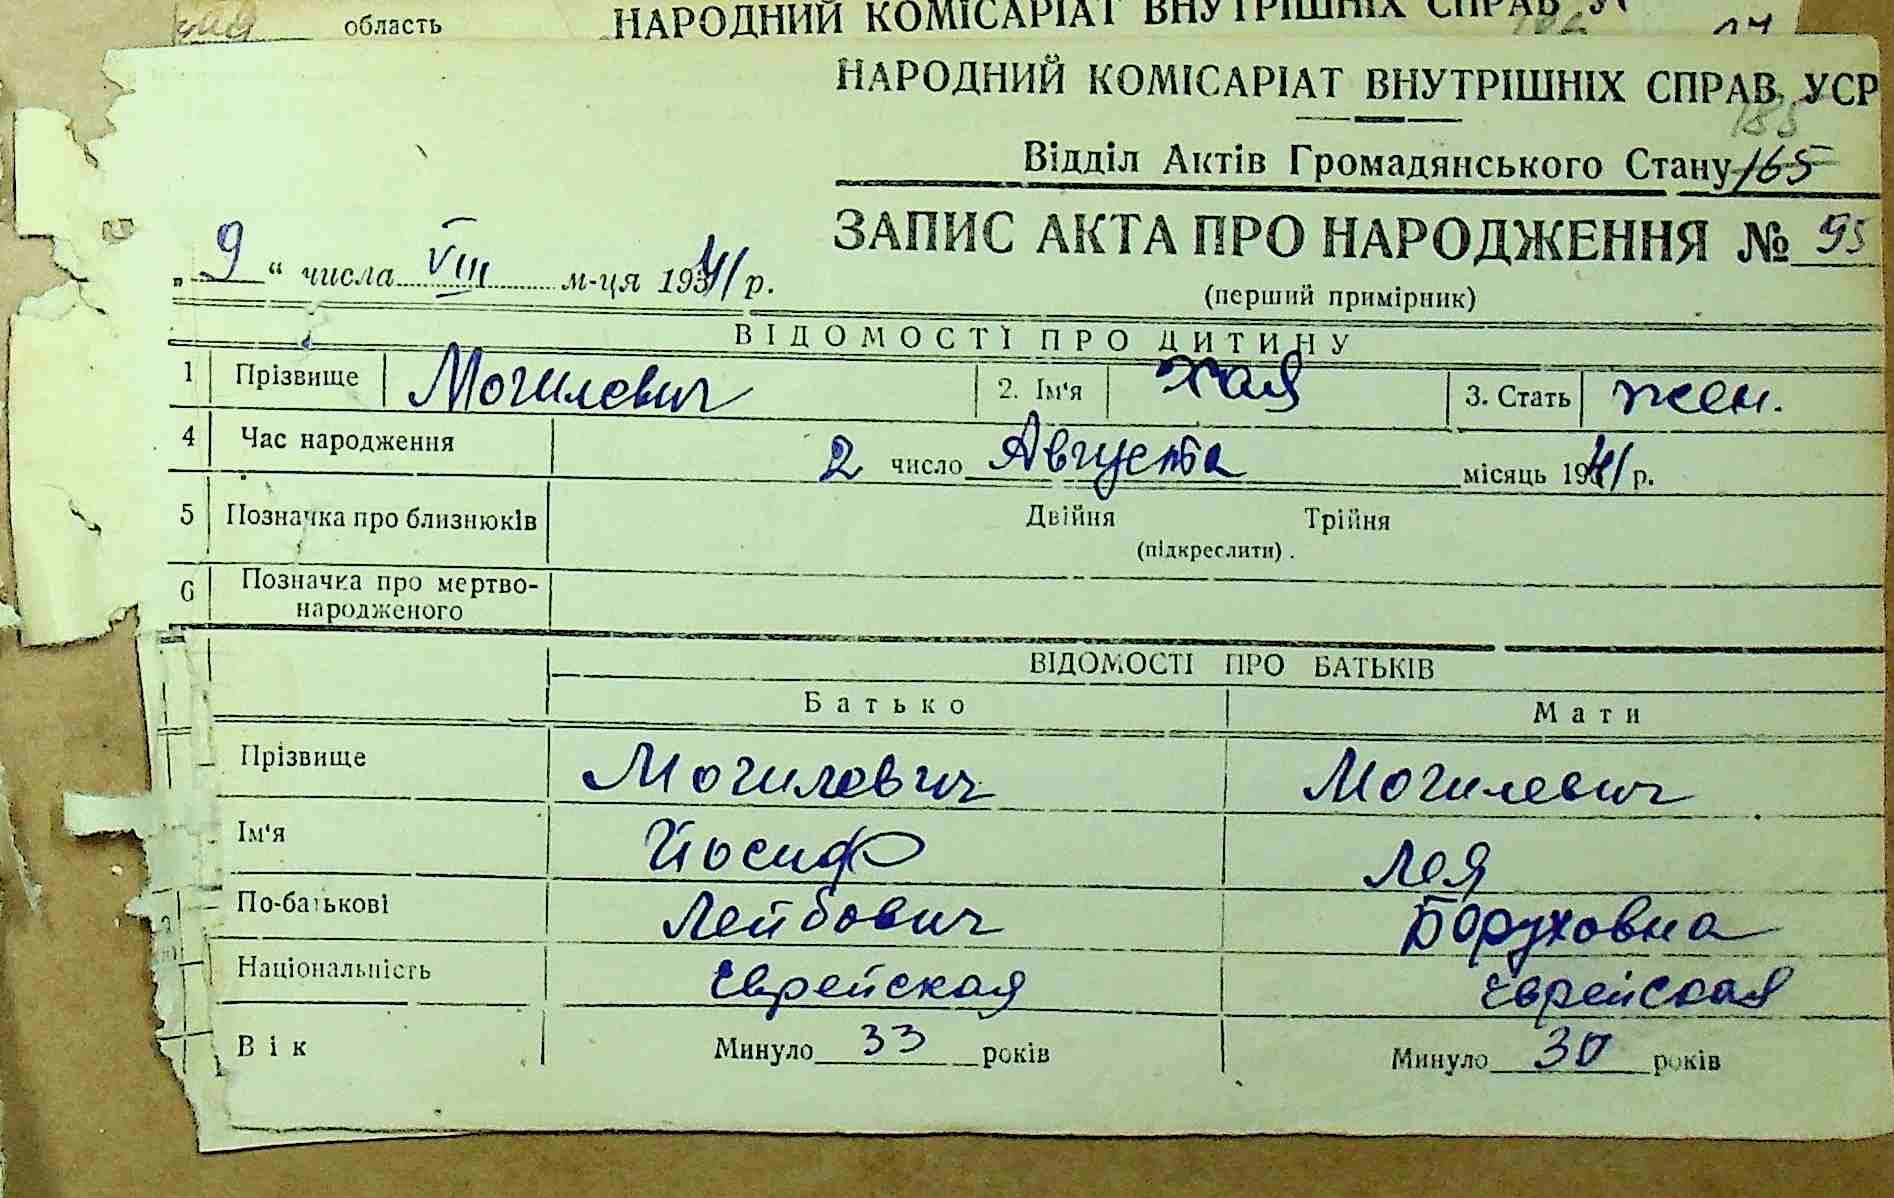 область НАРОДНИЙ КОМІСАРІАТ ВНУТРІШНІХ СПРАВ
НАРОДНИЙ КОМІСАРІАТ ВНУТРІШНІХ СПРАВ, УСР
185
Відділ Актів Громадянського Стану 165
ЗАПИС АКТА ПРО НАРОДЖЕННЯ № 95
„ 9 “ числа VIII м-ця 1941 р.
(перший примірник)
ВІДОМОСТІ ПРО ДИТИНУ
1 Прізвище Могилевич 2. Ім'я Хая 3. Стать жен.
4 Час народження 2 число Августа місяць 1941 р.
5 Позначка про близнюків Двійня Трійня
(підкреслити).
6 Позначка про мертво-
народженого
ВІДОМОСТІ ПРО БАТЬКІВ
Батько Мати
Прізвище Могилевич Могилевич
Ім'я Йосиф Лея
По-батькові Лейбович Боруховна
Національність Еврейская Еврейская
Вік Минуло 33 років Минуло 30 років